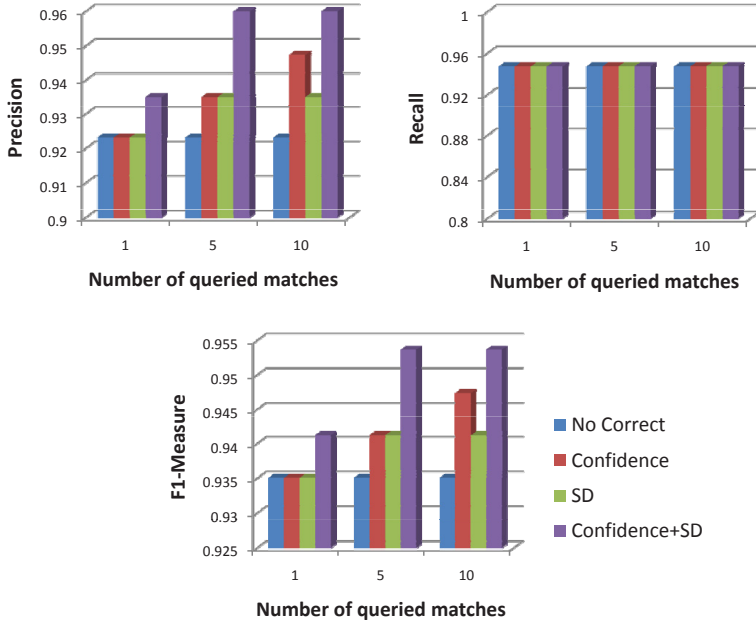 Precision
0.96
0.95
0.94
0.93
0.92
0.91
0.9
1 5 10
Number of queried matches
Recall
1
0.96
0.92
0.88
0.84
0.8
1 5 10
Number of queried matches
F1-Measure
0.955
0.95
0.945
0.94
0.935
0.93
0.925
1 5 10
Number of queried matches
No Correct
Confidence
SD
Confidence+SD